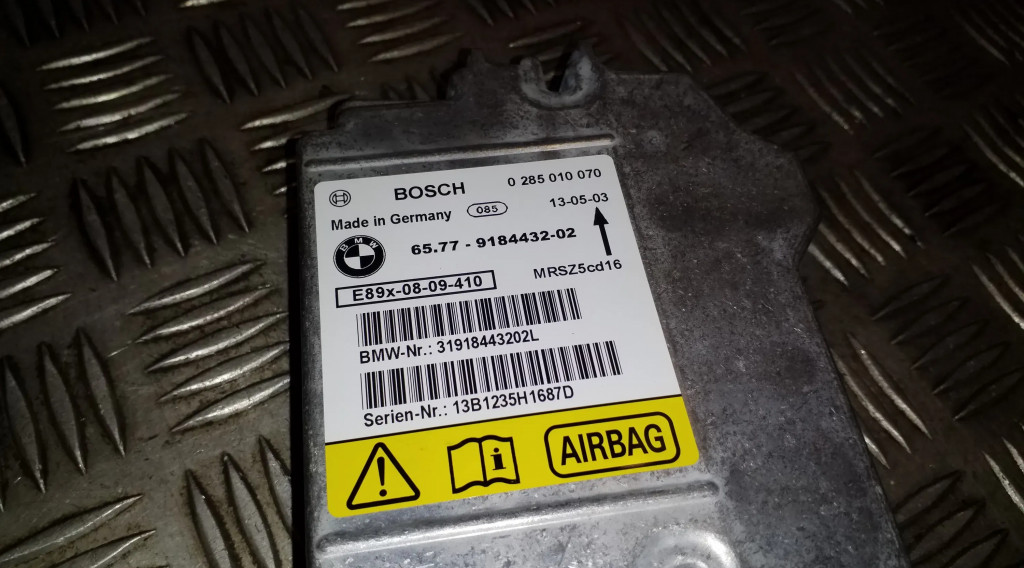 BOSCH 0 285 010 070
Made in Germany 085 13-05-03
BMW 65.77 - 9184432-02
MRSZ5cd16
E89x-08-09-410
BMW-Nr.: 31918443202L
Serien-Nr.: 13B1235H1687D
! i AIRBAG